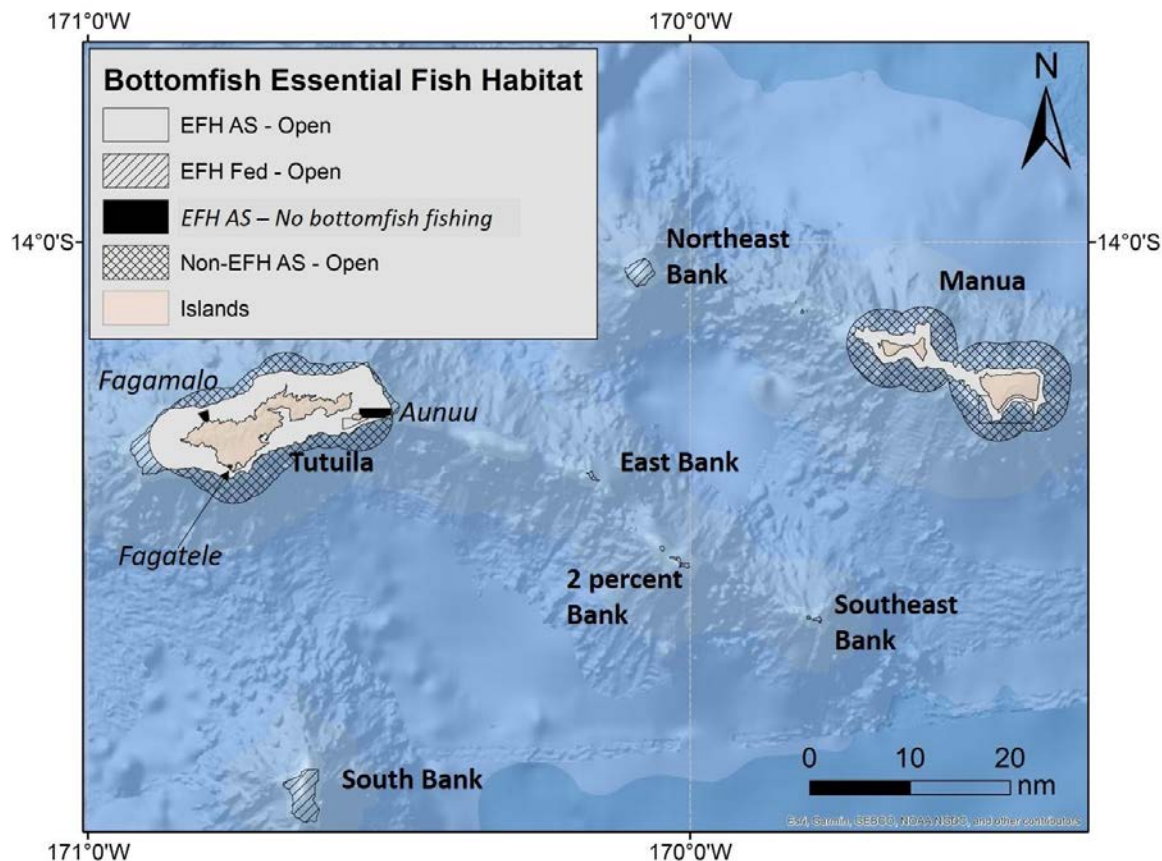 171°0'W
170°0'W
Bottomfish Essential Fish Habitat
EFH AS - Open
EFH Fed - Open
EFH AS – No bottomfish fishing
Non-EFH AS - Open
Islands
N
14°0'S
14°0'S
Northeast
Bank
Manua
Fagamalo
Aunuu
Tutuila
East Bank
Fagatele
2 percent
Bank
Southeast
Bank
South Bank
0 10 20
nm
Esri, Garmin, GEBCO, NOAA NGDC, and other contributors
171°0'W
170°0'W